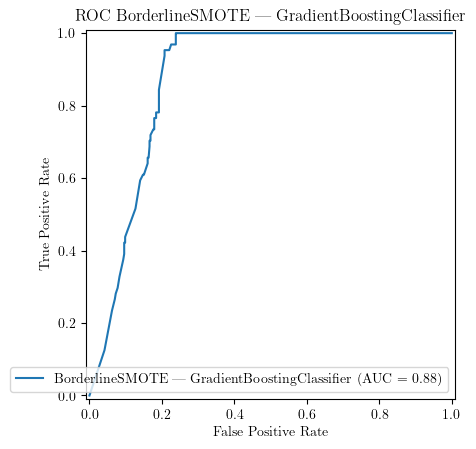 ROC BorderlineSMOTE — GradientBoostingClassifier
1.0
0.8
0.6
0.4
0.2
0.0
True Positive Rate
BorderlineSMOTE — GradientBoostingClassifier (AUC = 0.88)
0.0 0.2 0.4 0.6 0.8 1.0
False Positive Rate